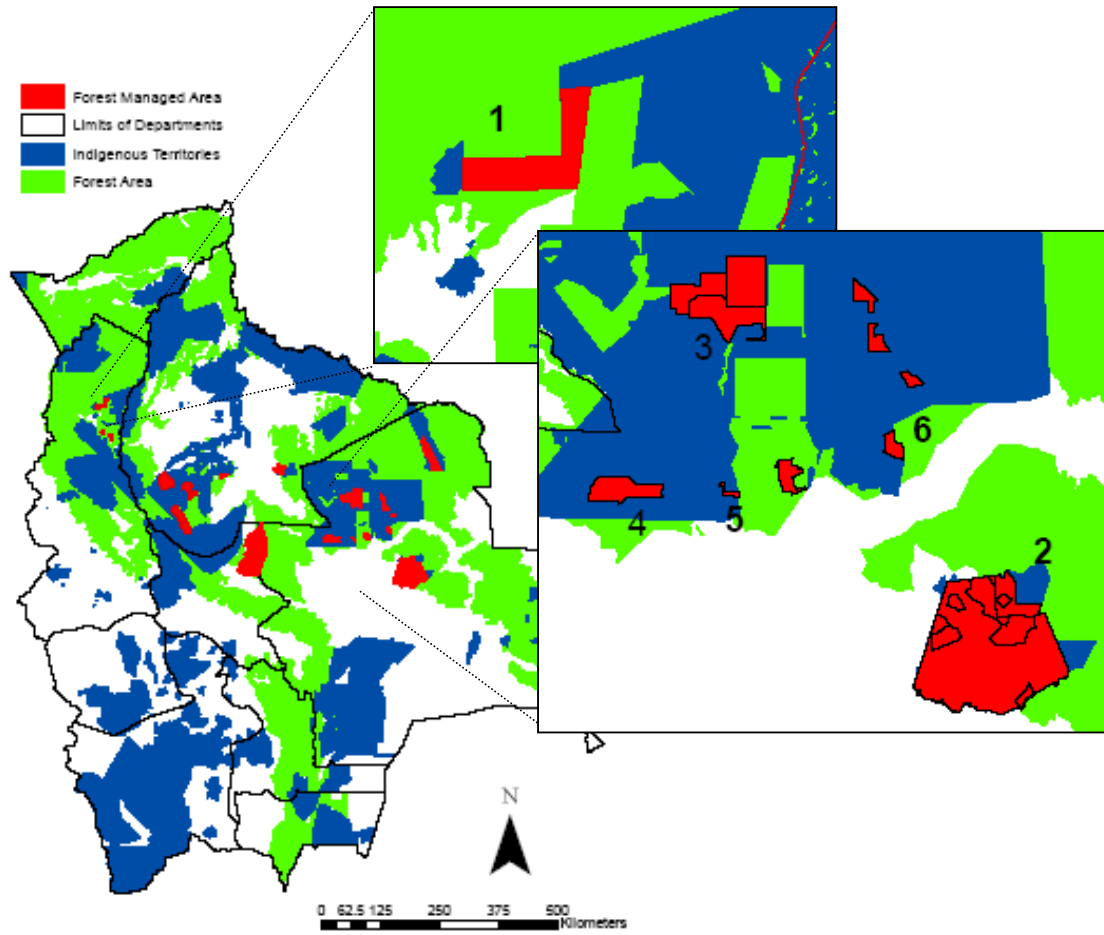 Forest Managed Area
Limits of Departments
Indigenous Territories
Forest Area
1
3
6
4
5
2
N
0 62.5 125 250 375 500
Kilometers